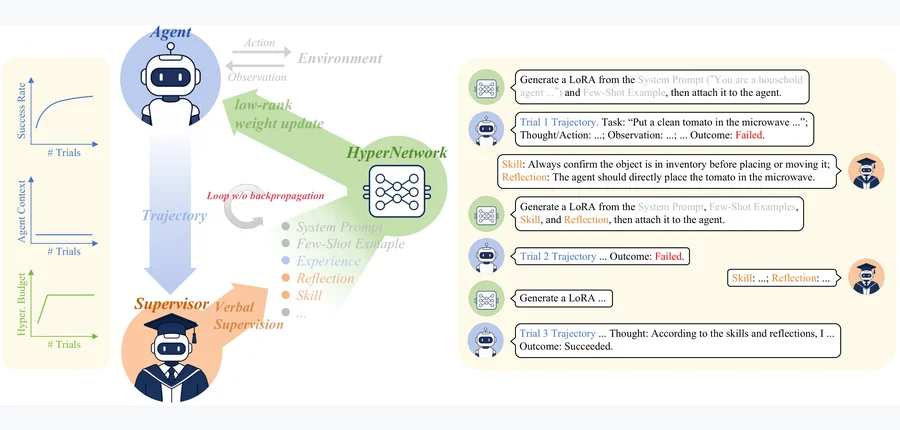 Success Rate
# Trials
Agent Context
# Trials
Hyper. Budget
# Trials
Agent
Action
Observation
Environment
low-rank
weight update
HyperNetwork
Trajectory
Loop w/o backpropagation
System Prompt
Few-Shot Exmaple
Experience
Reflection
Skill
...
Supervisor
Verbal
Supervision
Generate a LoRA from the System Prompt ("You are a household
agent ...") and Few-Shot Example, then attach it to the agent.
Trial 1 Trajectory. Task: “Put a clean tomato in the microwave ...”;
Thought/Action: ...; Observation: ...; ... Outcome: Failed.
Skill: Always confirm the object is in inventory before placing or moving it;
Reflection: The agent should directly place the tomato in the microwave.
Generate a LoRA from the System Prompt, Few-Shot Examples,
Skill, and Reflection, then attach it to the agent.
Trial 2 Trajectory ... Outcome: Failed.
Skill: ...; Reflection: ...
Generate a LoRA ...
Trial 3 Trajectory ... Thought: According to the skills and reflections, I ...
Outcome: Succeeded.